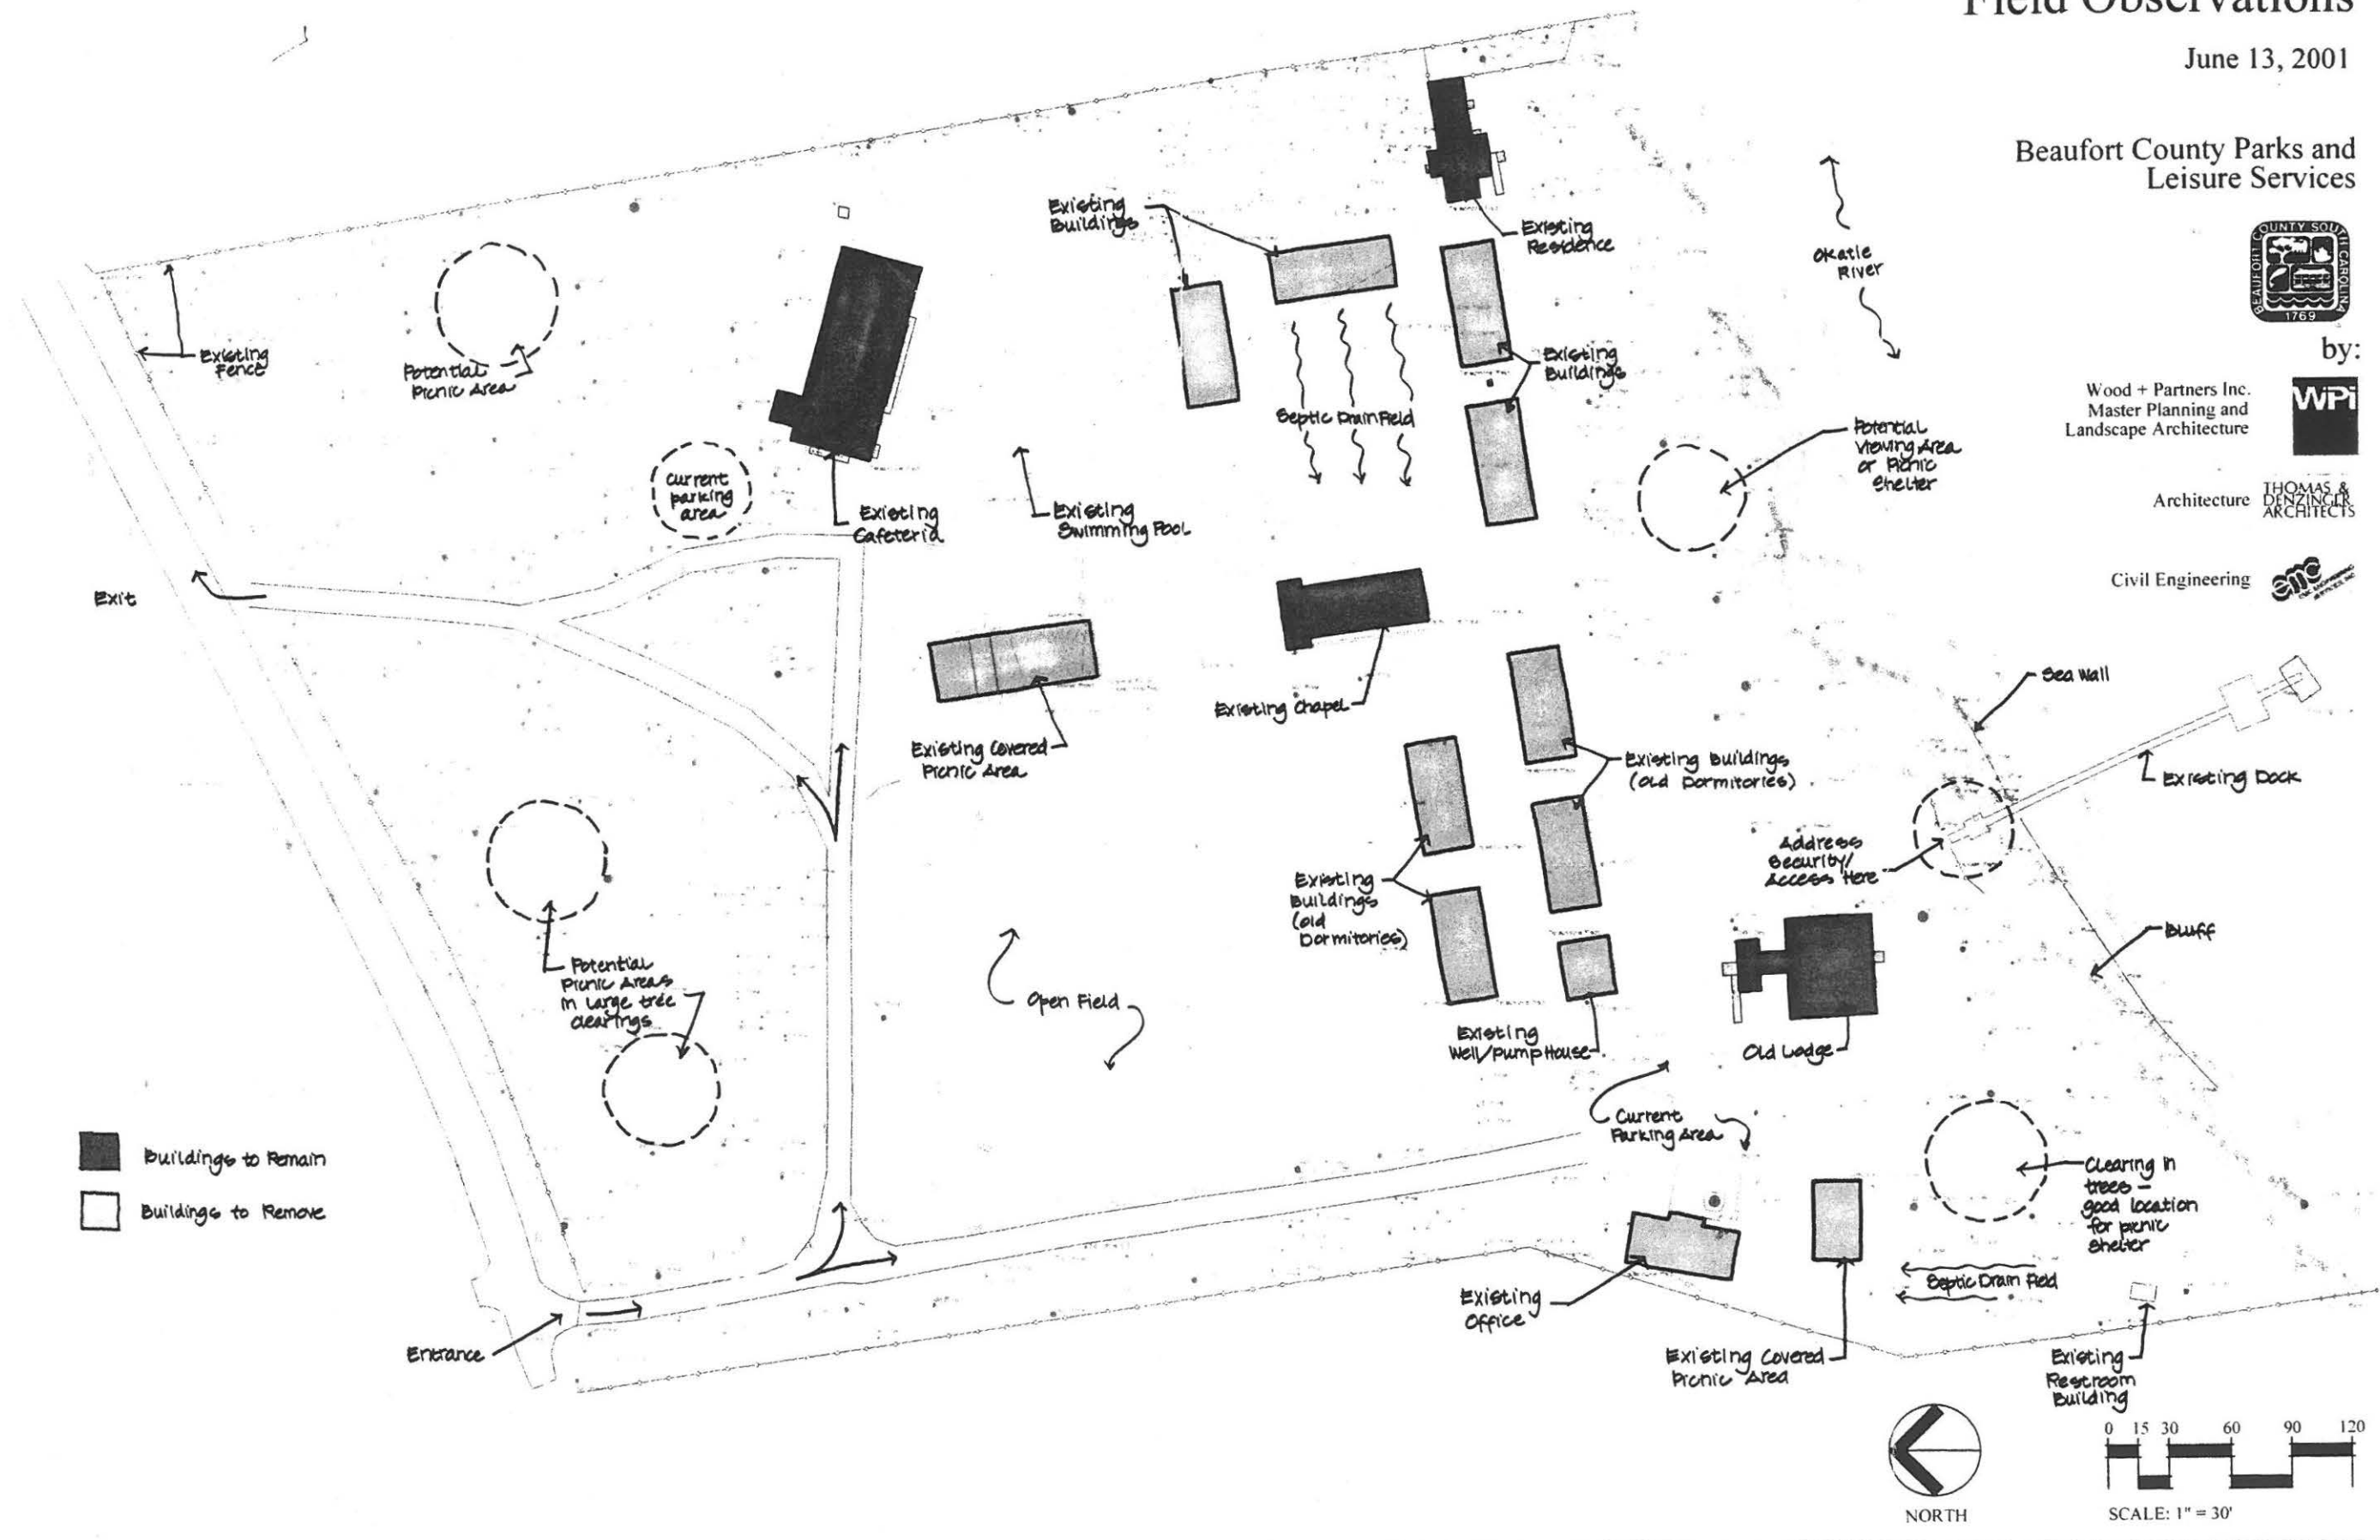 Field Observations
June 13, 2001
Beaufort County Parks and
Leisure Services
BEAUFORT COUNTY SOUTH CAROLINA
1769
by:
Wood + Partners Inc.
Master Planning and
Landscape Architecture
WPi
Architecture
THOMAS &
DENZINGER
ARCHITECTS
Civil Engineering
emc
Existing
Buildings
Existing
Residence
Okatie
River
Existing
Fence
Potential
Picnic Area
Existing
Buildings
Septic Drain Field
Potential
Viewing Area
or Picnic
Shelter
Current
parking
area
Existing
Cafeteria
Existing
Swimming Pool
Exit
Sea Wall
Existing Chapel
Existing Covered
Picnic Area
Existing Buildings
(old Dormitories)
Existing Dock
Address
Security/
Access Here
Existing
Buildings
(old
Dormitories)
Bluff
Potential
Picnic Areas
in large tree
clearings
Open Field
Existing
Well/Pump House
Old Lodge
Current
Parking Area
Buildings to Remain
Buildings to Remove
Clearing in
trees -
good location
for picnic
shelter
Septic Drain Field
Existing
Office
Entrance
Existing Covered
Picnic Area
Existing
Restroom
Building
0 15 30 60 90 120
NORTH
SCALE: 1" = 30'